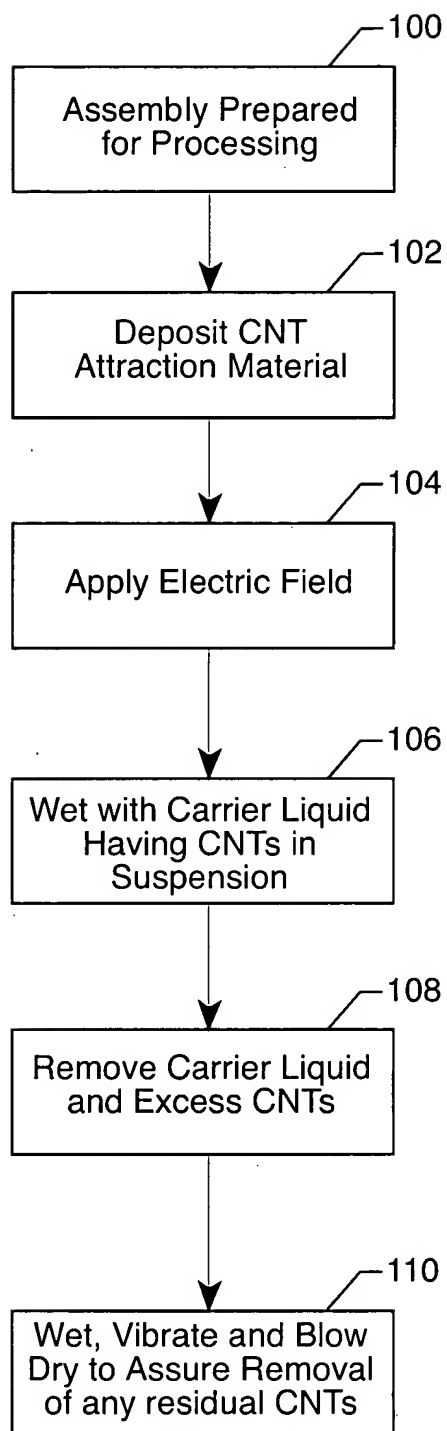 100
Assembly Prepared
for Processing
102
Deposit CNT
Attraction Material
104
Apply Electric Field
106
Wet with Carrier Liquid
Having CNTs in
Suspension
108
Remove Carrier Liquid
and Excess CNTs
110
Wet, Vibrate and Blow
Dry to Assure Removal
of any residual CNTs